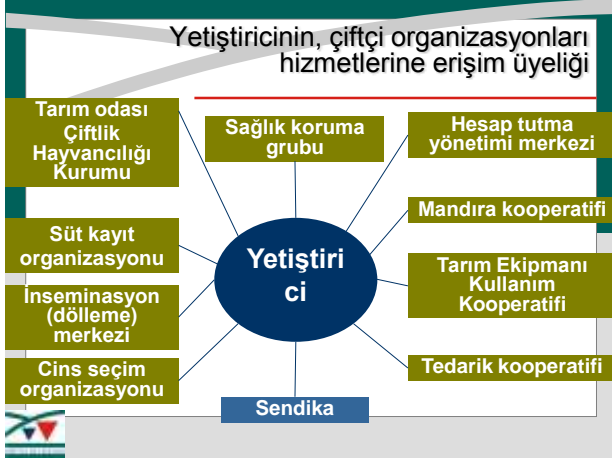 Yetiştiricinin, çiftçi organizasyonları
hizmetlerine erişim üyeliği
Tarım odası
Çiftlik
Hayvancılığı
Kurumu
Sağlık koruma
grubu
Hesap tutma
yönetimi merkezi
Mandıra kooperatifi
Süt kayıt
organizasyonu
Yetiştiri
ci
Tarım Ekipmanı
Kullanım
Kooperatifi
İnseminasyon
(dölleme)
merkezi
Cins seçim
organizasyonu
Tedarik kooperatifi
Sendika